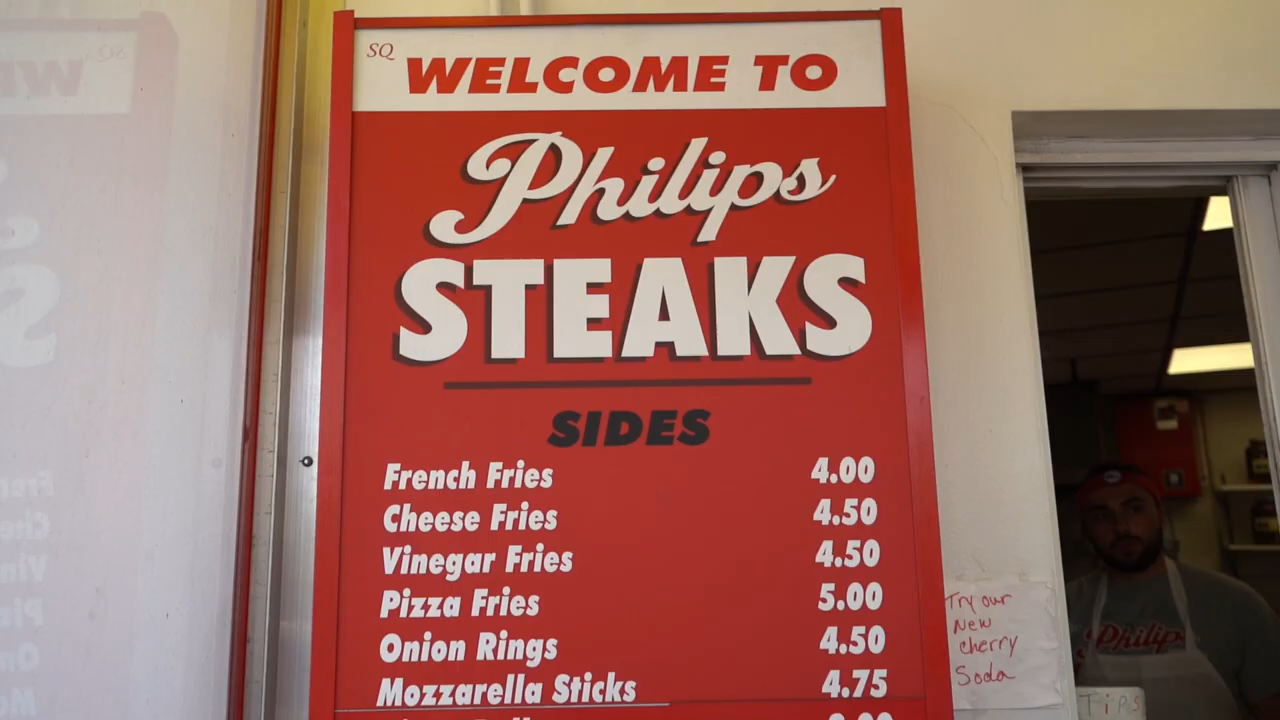 SQ
WELCOME TO
Philips
STEAKS
SIDES
French Fries 4.00
Cheese Fries 4.50
Vinegar Fries 4.50
Pizza Fries 5.00
Onion Rings 4.50
Mozzarella Sticks 4.75
Try our
New
cherry
Soda
Philips
TiPS